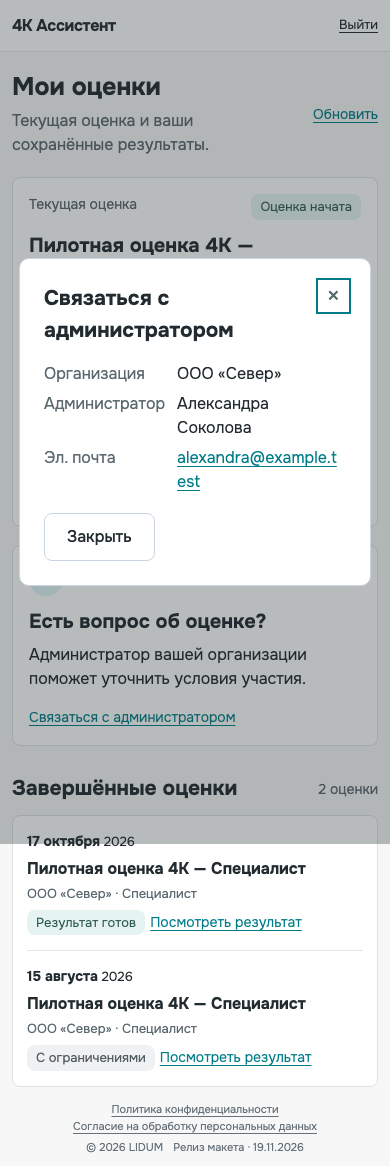 4К Ассистент
Выйти
Мои оценки
Текущая оценка и ваши
сохранённые результаты.
Обновить
Текущая оценка
Оценка начата
Пилотная оценка 4К —
Связаться с
администратором
×
Организация
ООО «Север»
Администратор
Александра
Соколова
Эл. почта
alexandra@example.t
est
Закрыть
Есть вопрос об оценке?
Администратор вашей организации
поможет уточнить условия участия.
Связаться с администратором
Завершённые оценки
2 оценки
17 октября 2026
Пилотная оценка 4К — Специалист
ООО «Север» · Специалист
Результат готов
Посмотреть результат
15 августа 2026
Пилотная оценка 4К — Специалист
ООО «Север» · Специалист
С ограничениями
Посмотреть результат
Политика конфиденциальности
Согласие на обработку персональных данных
© 2026 LIDUM Релиз макета · 19.11.2026